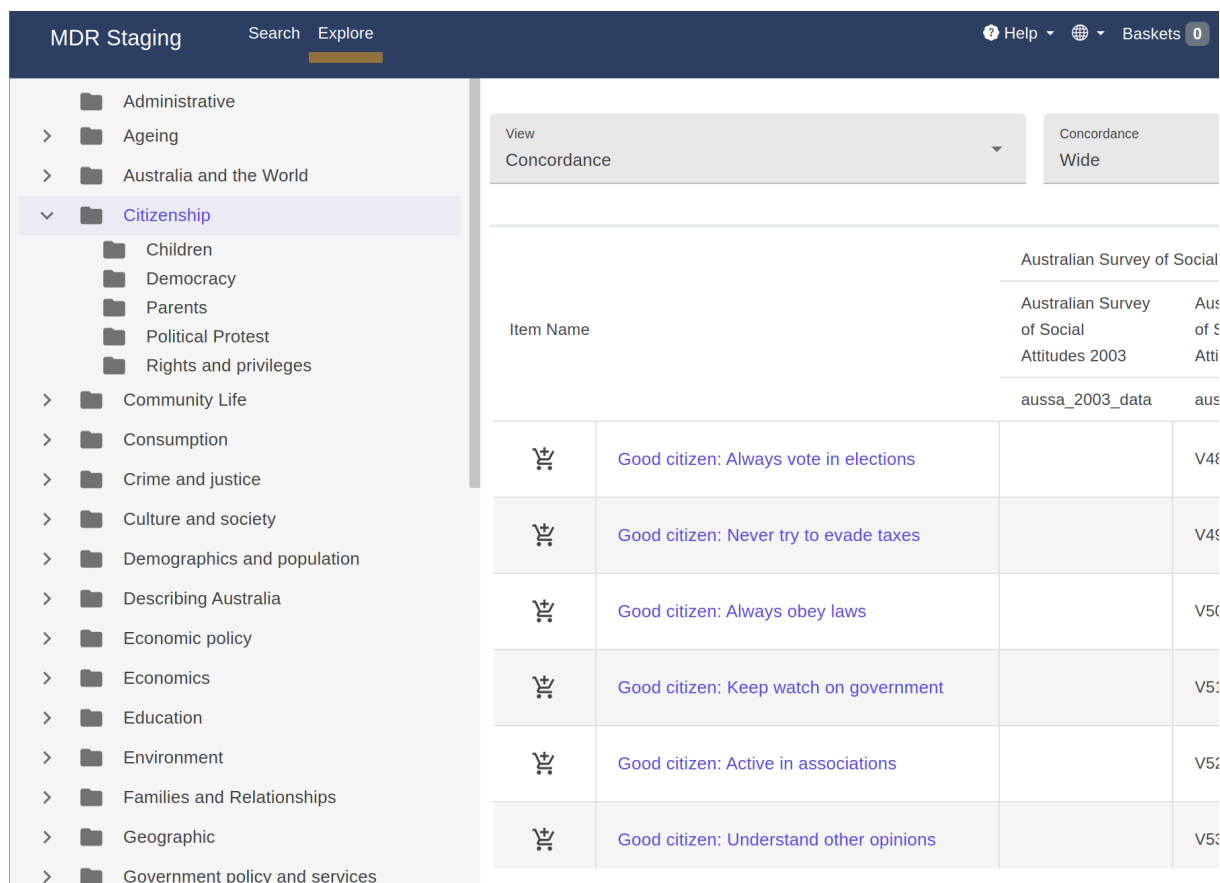 MDR Staging
Search
Explore
Help
Baskets 0
Administrative
Ageing
Australia and the World
Citizenship
Children
Democracy
Parents
Political Protest
Rights and privileges
Community Life
Consumption
Crime and justice
Culture and society
Demographics and population
Describing Australia
Economic policy
Economics
Education
Environment
Families and Relationships
Geographic
Government policy and services
View
Concordance
Concordance
Wide
Item Name
Australian Survey of Social
Australian Survey
of Social
Attitudes 2003
aussa_2003_data
Good citizen: Always vote in elections
Good citizen: Never try to evade taxes
Good citizen: Always obey laws
Good citizen: Keep watch on government
Good citizen: Active in associations
Good citizen: Understand other opinions